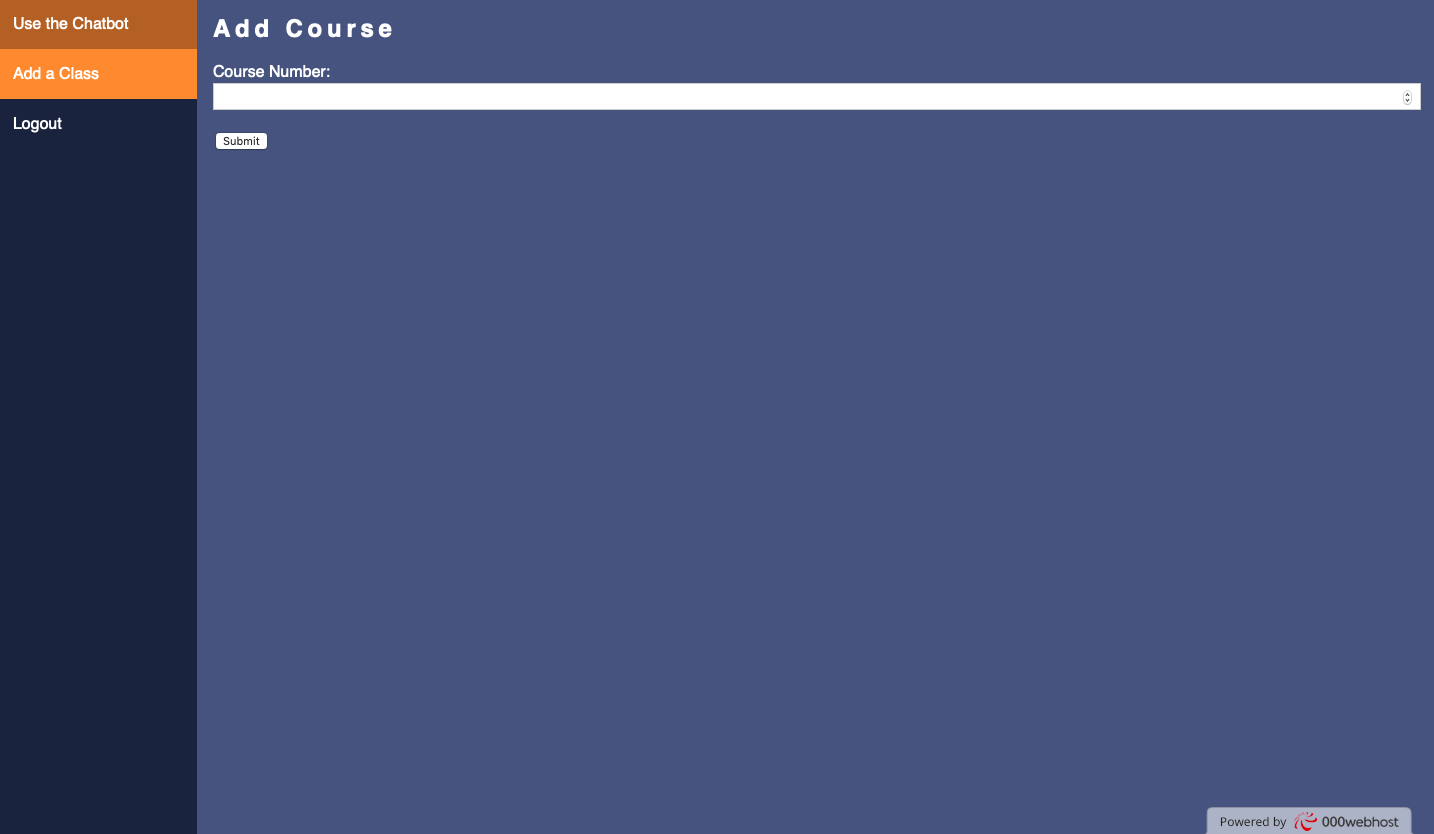 Use the Chatbot
Add a Class
Logout
Add Course
Course Number:
Submit
Powered by 000webhost